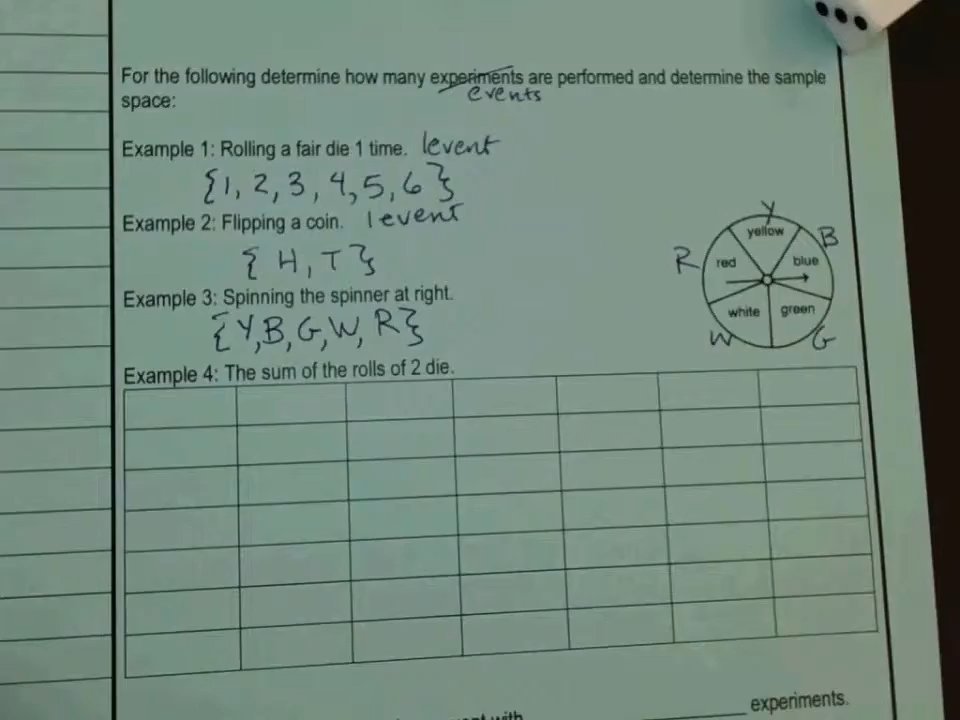 For the following determine how many experiments are performed and determine the sample
events
space:
Example 1: Rolling a fair die 1 time. 1event
{1, 2, 3, 4, 5, 6}
Example 2: Flipping a coin. 1 event
{ H, T }
Example 3: Spinning the spinner at right.
{Y, B, G, W, R}
Y
yellow
B
R
red
blue
white
green
W
G
Example 4: The sum of the rolls of 2 die.
with
experiments.